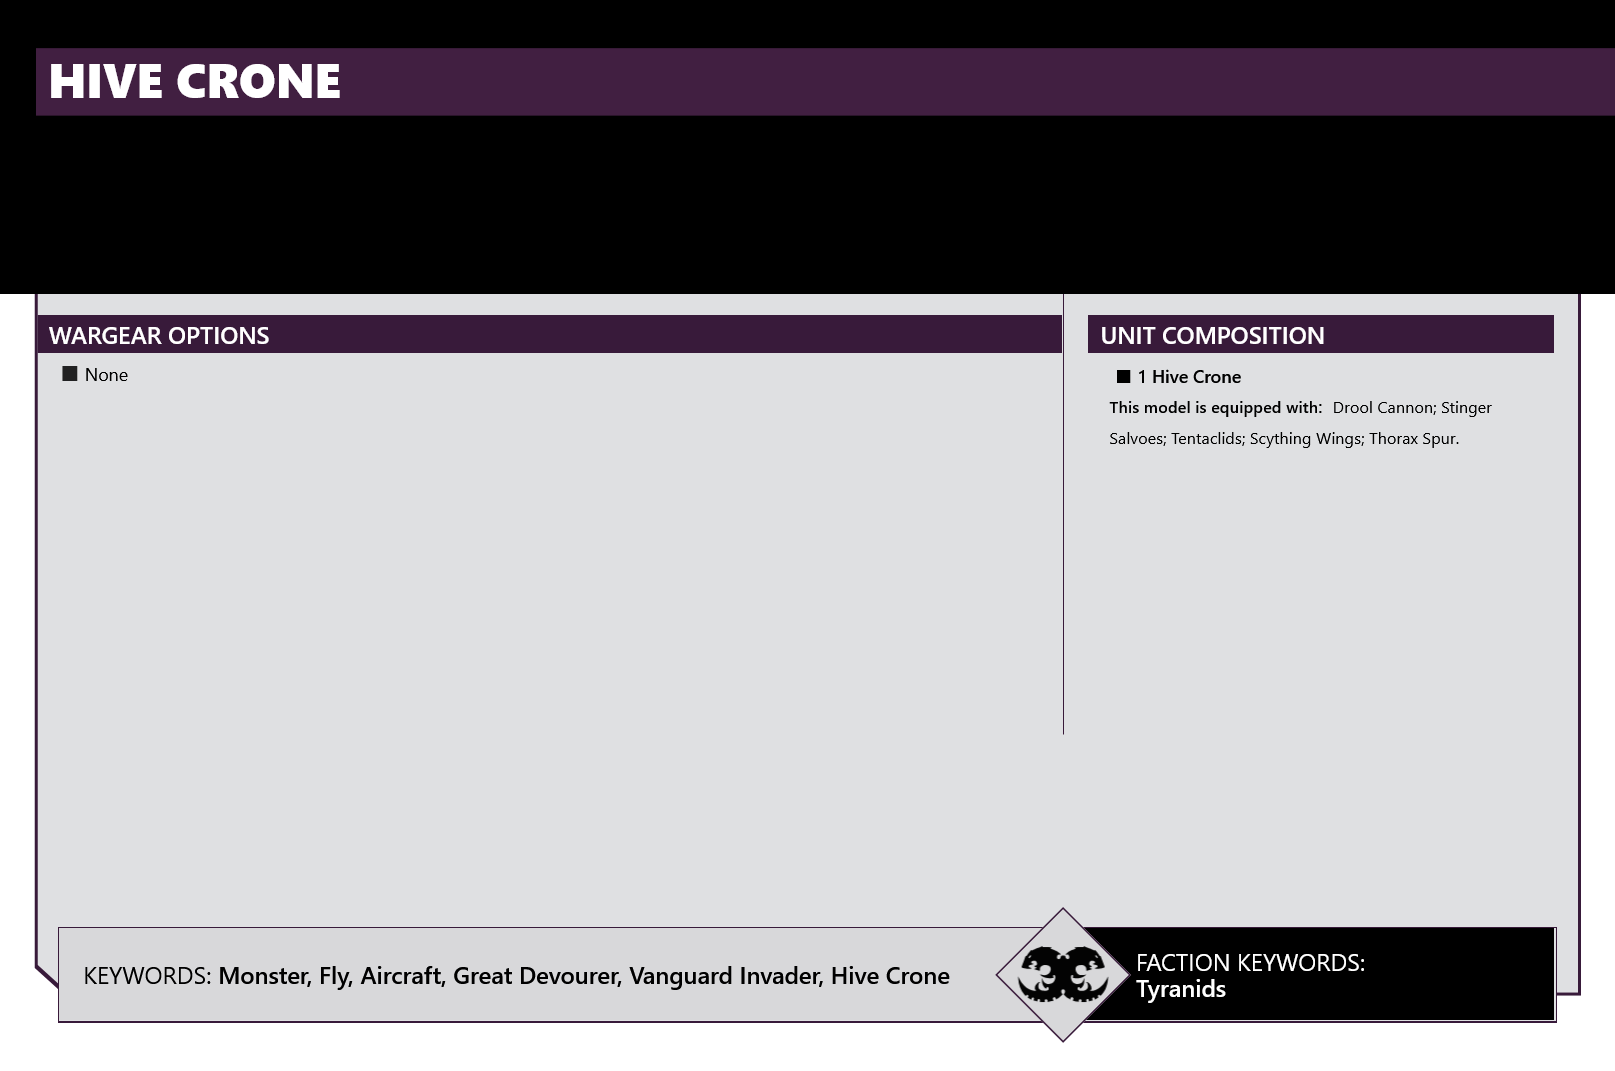 HIVE CRONE
WARGEAR OPTIONS
■ None
UNIT COMPOSITION
■ 1 Hive Crone
This model is equipped with: Drool Cannon; Stinger
Salvoes; Tentaclids; Scything Wings; Thorax Spur.
KEYWORDS: Monster, Fly, Aircraft, Great Devourer, Vanguard Invader, Hive Crone
FACTION KEYWORDS:
Tyranids